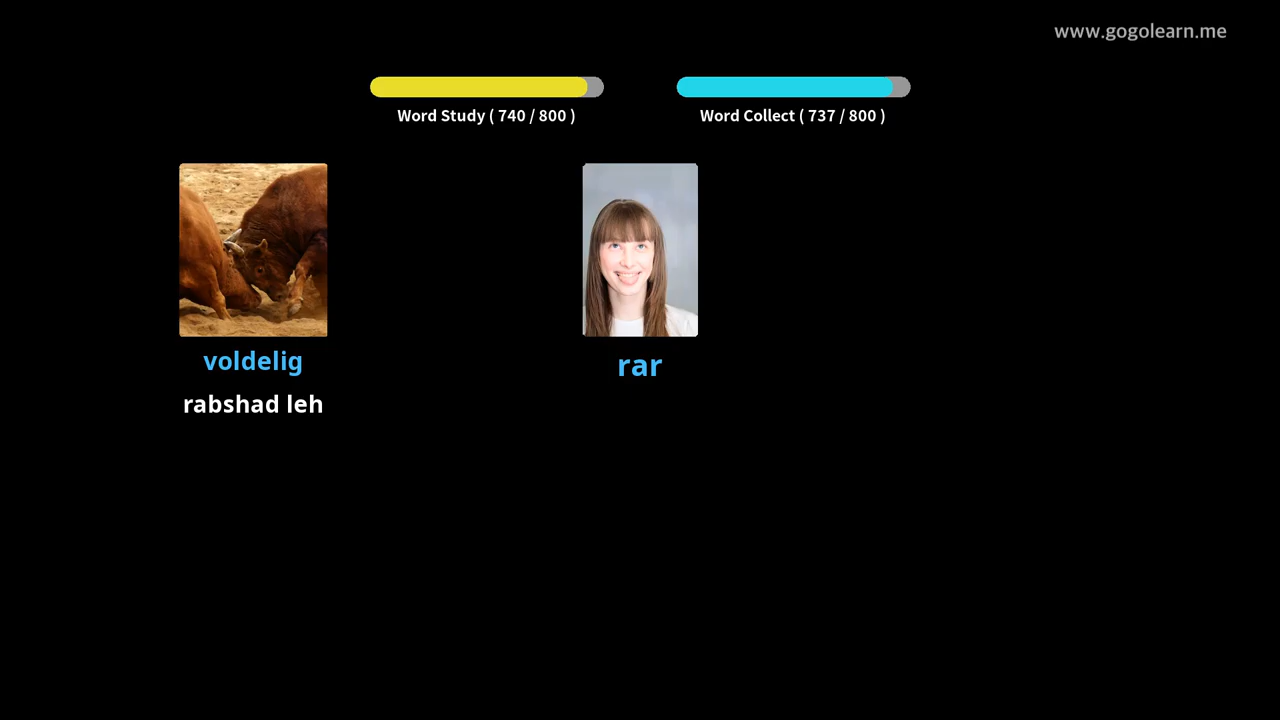 www.gogolearn.me
Word Study ( 740 / 800 )
Word Collect ( 737 / 800 )
voldelig
rabshad leh
rar